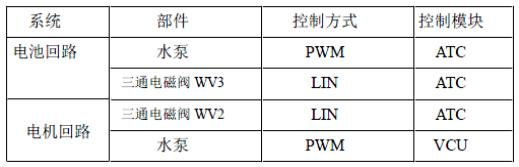 系统 部件 控制方式 控制模块
电池回路 水泵 PWM ATC
三通电磁阀 WV3 LIN ATC
电机回路 三通电磁阀 WV2 LIN ATC
水泵 PWM VCU